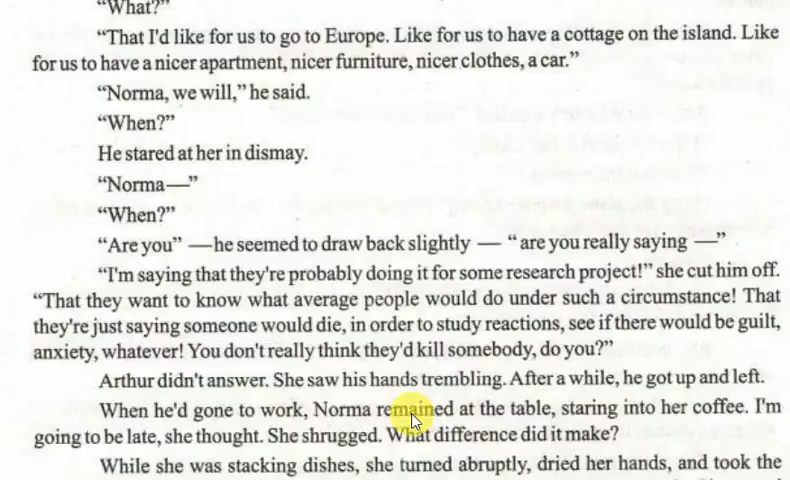 “What?”
“That I'd like for us to go to Europe. Like for us to have a cottage on the island. Like
for us to have a nicer apartment, nicer furniture, nicer clothes, a car.”
“Norma, we will,” he said.
“When?”
He stared at her in dismay.
“Norma—”
“When?”
“Are you” —he seemed to draw back slightly — “ are you really saying —”
“I'm saying that they're probably doing it for some research project!” she cut him off.
“That they want to know what average people would do under such a circumstance! That
they're just saying someone would die, in order to study reactions, see if there would be guilt,
anxiety, whatever! You don't really think they'd kill somebody, do you?”
Arthur didn't answer. She saw his hands trembling. After a while, he got up and left.
When he'd gone to work, Norma remained at the table, staring into her coffee. I'm
going to be late, she thought. She shrugged. What difference did it make?
While she was stacking dishes, she turned abruptly, dried her hands, and took the